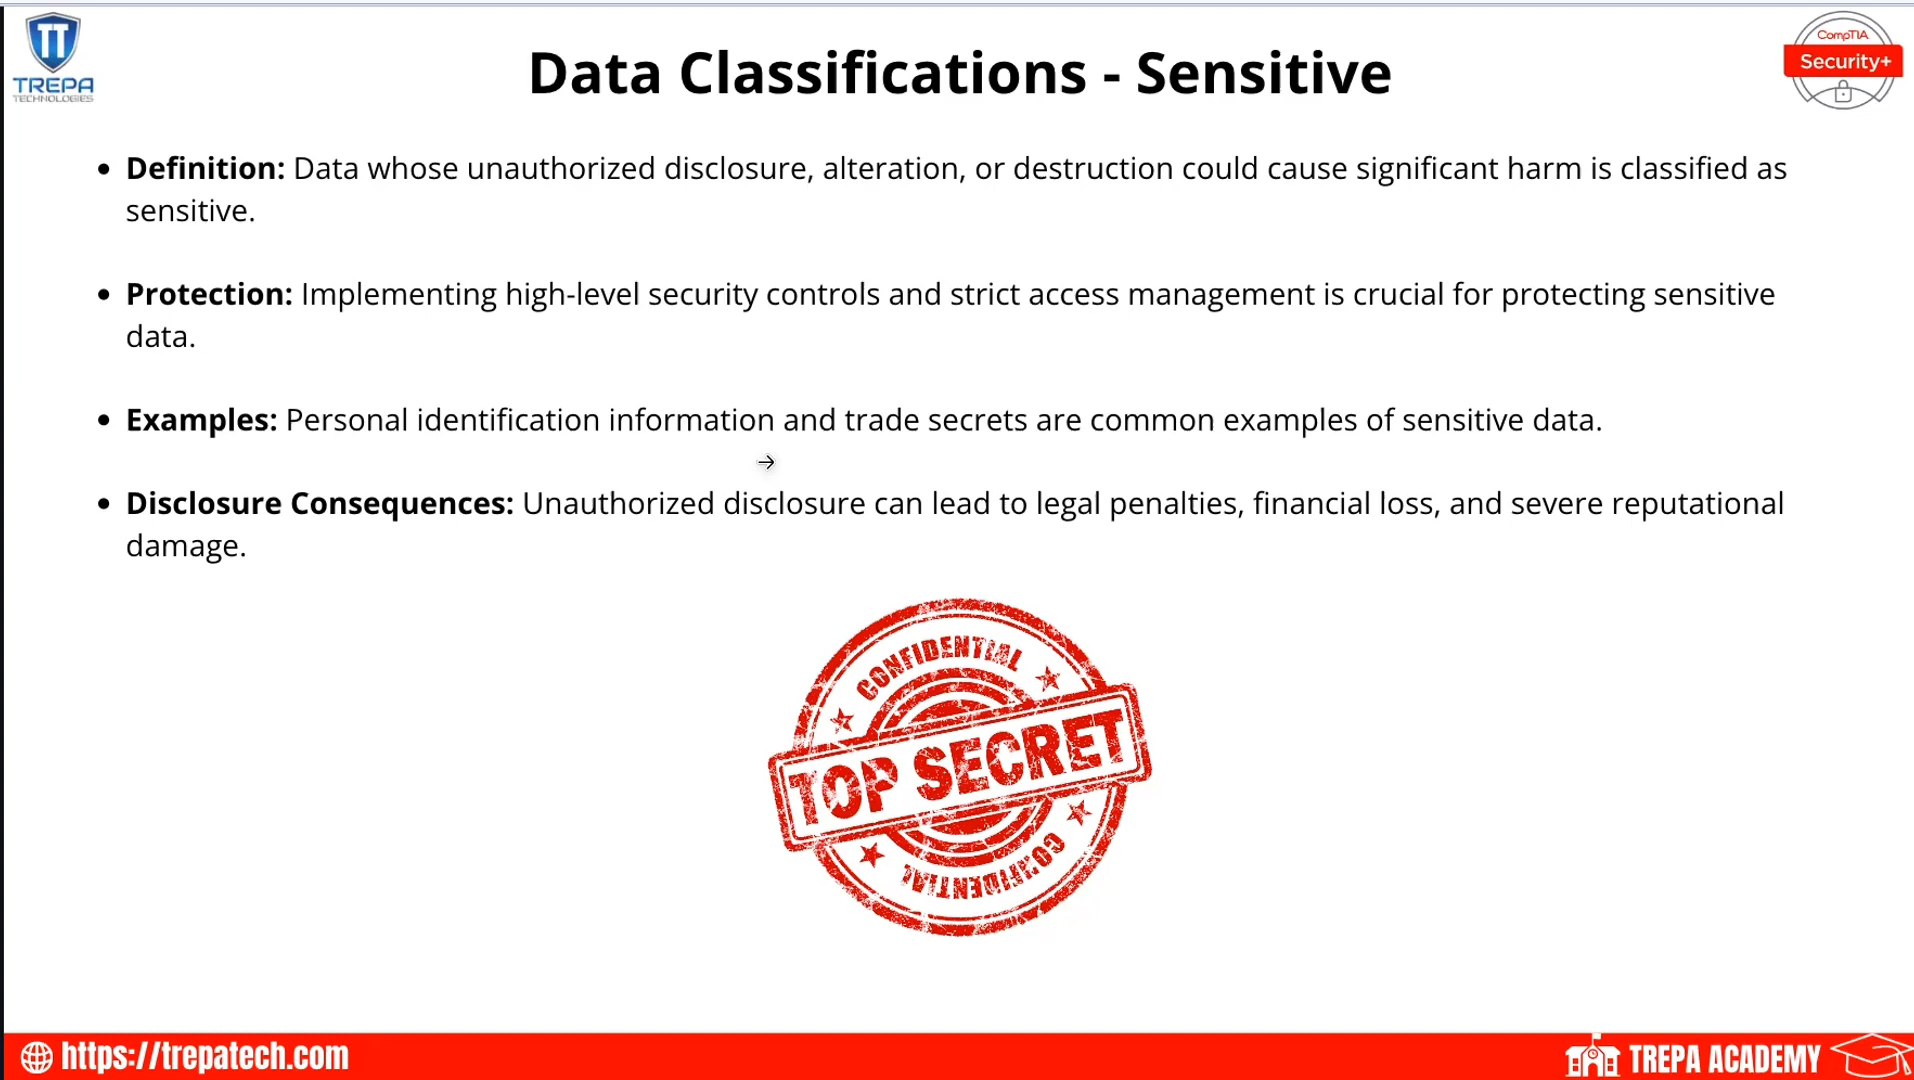 TT
TREPA
TECHNOLOGIES
Data Classifications - Sensitive
CompTIA
Security+
• Definition: Data whose unauthorized disclosure, alteration, or destruction could cause significant harm is classified as
sensitive.
• Protection: Implementing high-level security controls and strict access management is crucial for protecting sensitive
data.
• Examples: Personal identification information and trade secrets are common examples of sensitive data.
• Disclosure Consequences: Unauthorized disclosure can lead to legal penalties, financial loss, and severe reputational
damage.
CONFIDENTIAL
TOP SECRET
CONFIDENTIAL
https://trepatech.com
TREPA ACADEMY